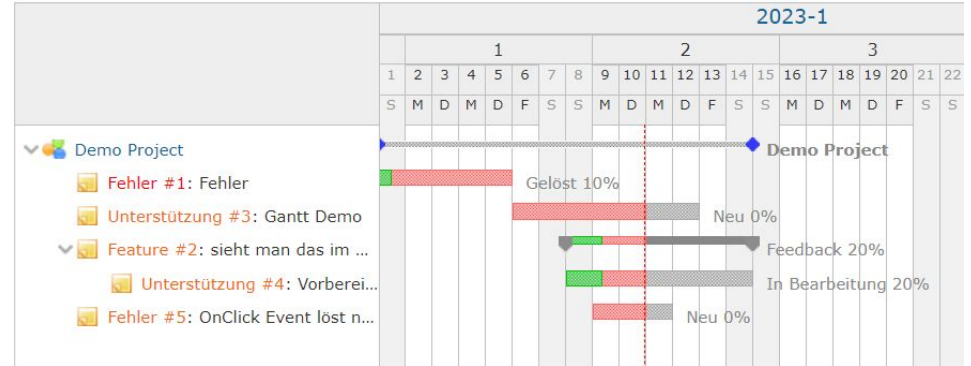 2023-1
1 2 3
1 2 3 4 5 6 7 8 9 10 11 12 13 14 15 16 17 18 19 20 21 22
S M D M D F S S M D M D F S S M D M D F S S
Demo Project Demo Project
Fehler #1: Fehler Gelöst 10%
Unterstützung #3: Gantt Demo Neu 0%
Feature #2: sieht man das im ... Feedback 20%
Unterstützung #4: Vorberei... In Bearbeitung 20%
Fehler #5: OnClick Event löst n... Neu 0%